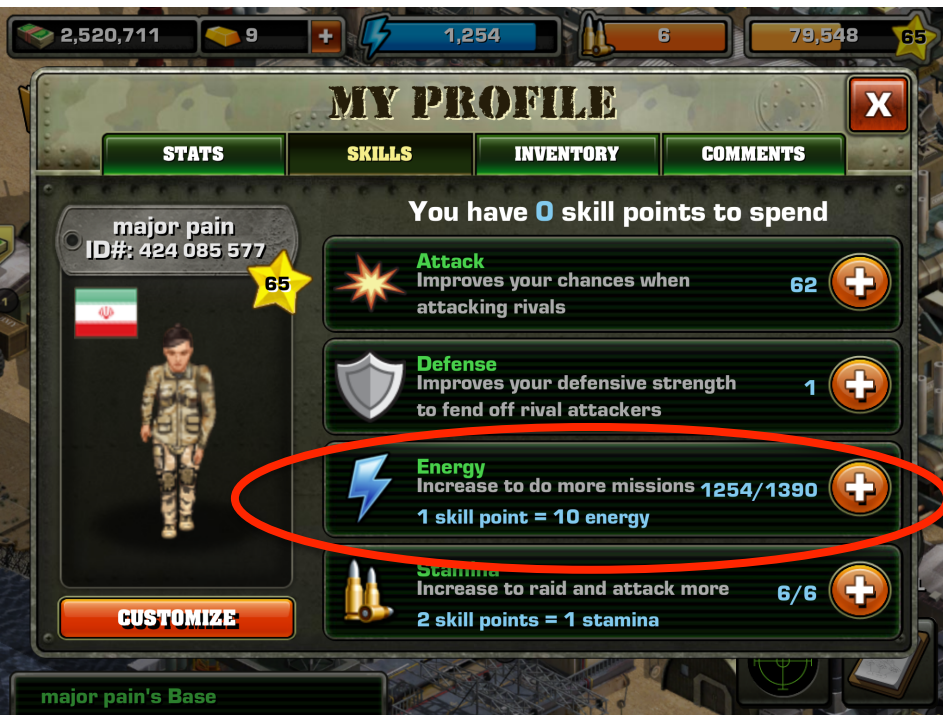 2,520,711
9
+
1,254
6
79,548
65
MY PROFILE
X
STATS
SKILLS
INVENTORY
COMMENTS
major pain
ID#: 424 085 577
65
You have 0 skill points to spend
Attack
Improves your chances when
attacking rivals
62
Defense
Improves your defensive strength
to fend off rival attackers
1
Energy
Increase to do more missions
1254/1390
1 skill point = 10 energy
Stamina
Increase to raid and attack more
6/6
2 skill points = 1 stamina
CUSTOMIZE
major pain's Base